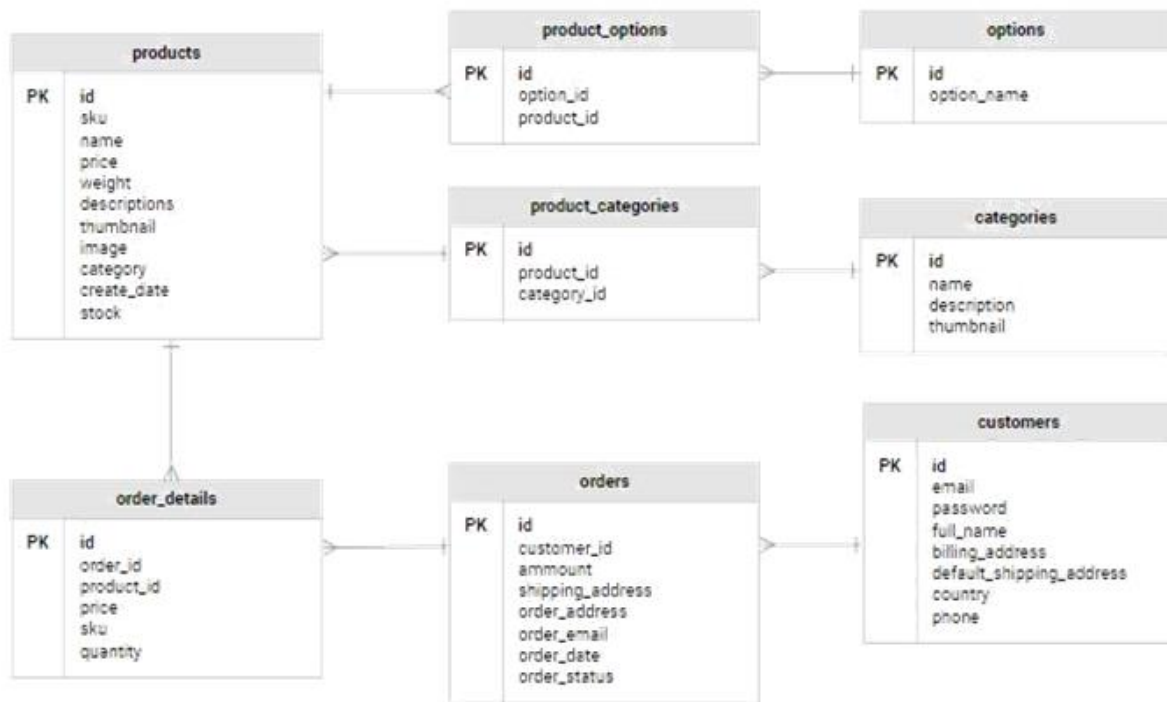 products
PK id
sku
name
price
weight
descriptions
thumbnail
image
category
create_date
stock
product_options
PK id
option_id
product_id
options
PK id
option_name
product_categories
PK id
product_id
category_id
categories
PK id
name
description
thumbnail
order_details
PK id
order_id
product_id
price
sku
quantity
orders
PK id
customer_id
ammount
shipping_address
order_address
order_email
order_date
order_status
customers
PK id
email
password
full_name
billing_address
default_shipping_address
country
phone